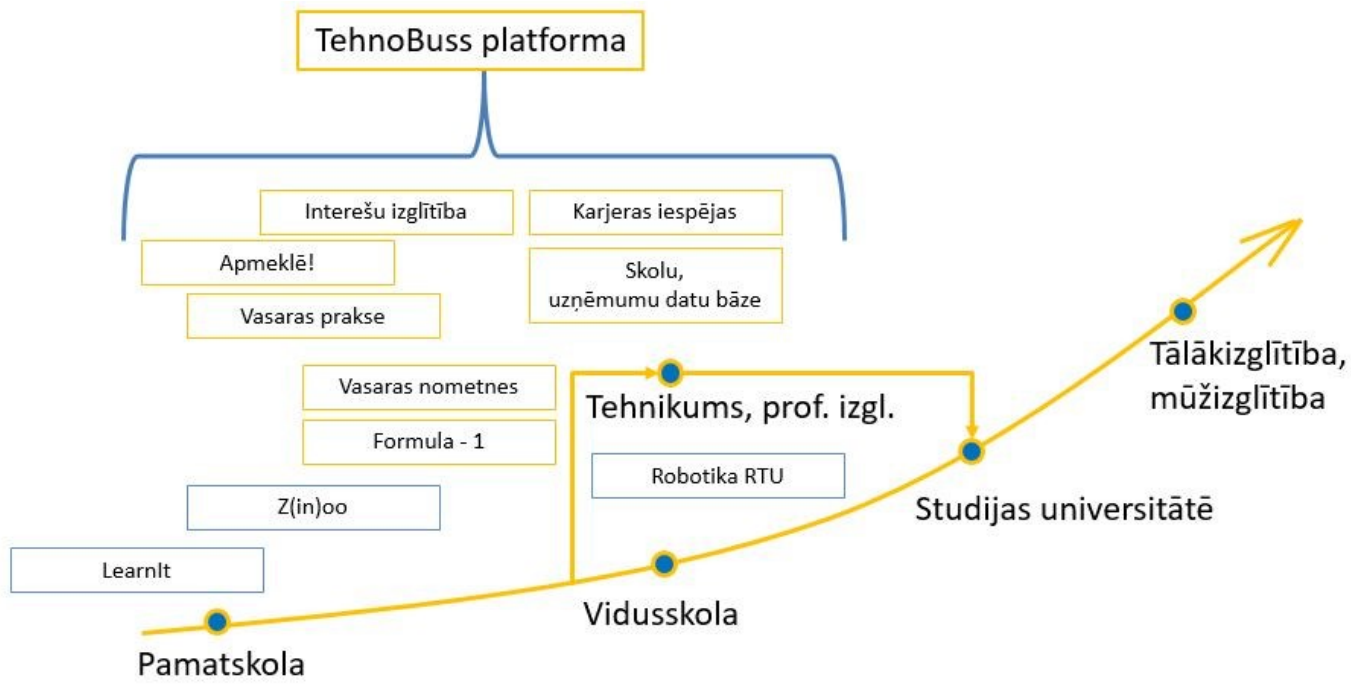 TehnoBuss platforma
Interešu izglītība
Karjeras iespējas
Apmeklē!
Skolu,
uzņēmumu datu bāze
Vasaras prakse
Vasaras nometnes
Tehnikums, prof. izgl.
Formula - 1
Robotika RTU
Z(in)oo
LearnIt
Tālākizglītība,
mūžizglītība
Studijas universitātē
Vidusskola
Pamatskola